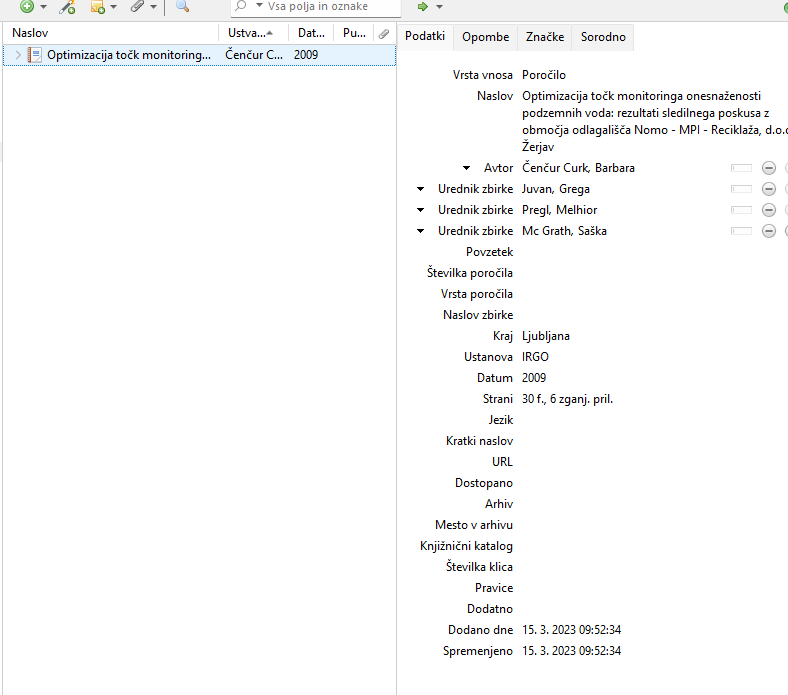 Vsa polja in oznake
Naslov Ustva... Dat... Pu...
Optimizacija točk monitoring... Čenčur C... 2009
Podatki Opombe Značke Sorodno
Vrsta vnosa Poročilo
Naslov Optimizacija točk monitoringa onesnaženosti
podzemnih voda: rezultati sledilnega poskusa z
območja odlagališča Nomo - MPI - Reciklaža, d.o.o
Žerjav
Avtor Čenčur Curk, Barbara
Urednik zbirke Juvan, Grega
Urednik zbirke Pregl, Melhior
Urednik zbirke Mc Grath, Saška
Povzetek
Številka poročila
Vrsta poročila
Naslov zbirke
Kraj Ljubljana
Ustanova IRGO
Datum 2009
Strani 30 f., 6 zganj. pril.
Jezik
Kratki naslov
URL
Dostopano
Arhiv
Mesto v arhivu
Knjižnični katalog
Številka klica
Pravice
Dodatno
Dodano dne 15. 3. 2023 09:52:34
Spremenjeno 15. 3. 2023 09:52:34